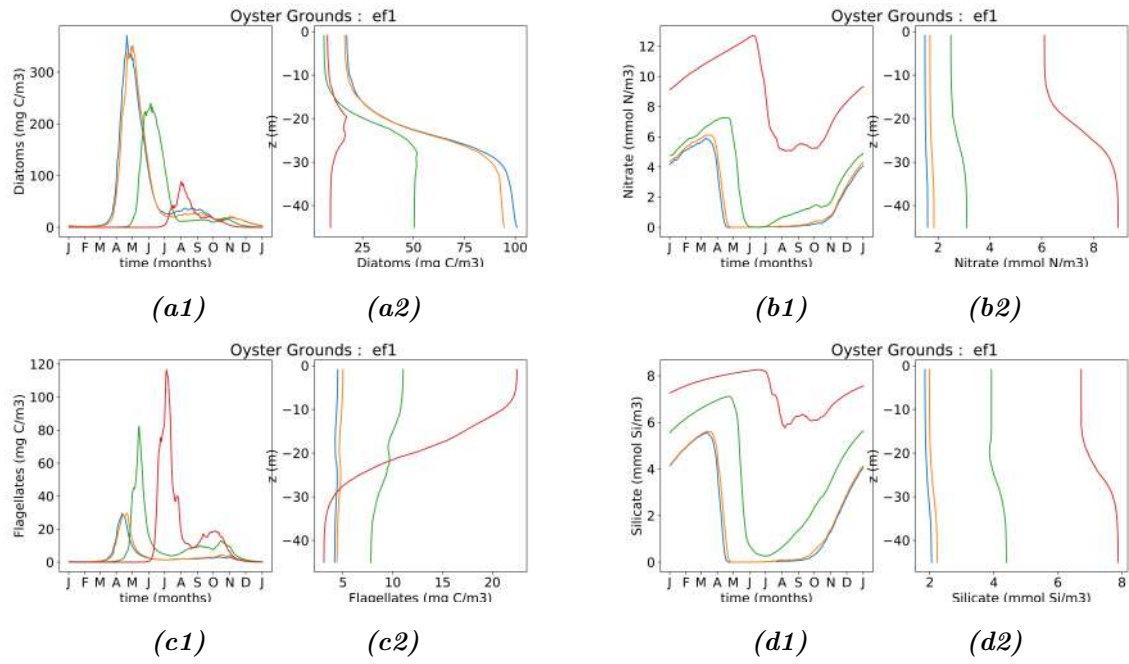 Oyster Grounds : ef1
Diatoms (mg C/m3)
300
200
100
0
J F M A M J J A S O N D J
time (months)
z (m)
0
−10
−20
−30
−40
25 50 75 100
Diatoms (mg C/m3)
(a1)
(a2)
Oyster Grounds : ef1
Nitrate (mmol N/m3)
12
10
8
6
4
2
0
J F M A M J J A S O N D J
time (months)
z (m)
0
−10
−20
−30
−40
2 4 6 8
Nitrate (mmol N/m3)
(b1)
(b2)
Oyster Grounds : ef1
Flagellates (mg C/m3)
120
100
80
60
40
20
0
J F M A M J J A S O N D J
time (months)
z (m)
0
−10
−20
−30
−40
5 10 15 20
Flagellates (mg C/m3)
(c1)
(c2)
Oyster Grounds : ef1
Silicate (mmol Si/m3)
8
6
4
2
0
J F M A M J J A S O N D J
time (months)
z (m)
0
−10
−20
−30
−40
2 4 6 8
Silicate (mmol Si/m3)
(d1)
(d2)